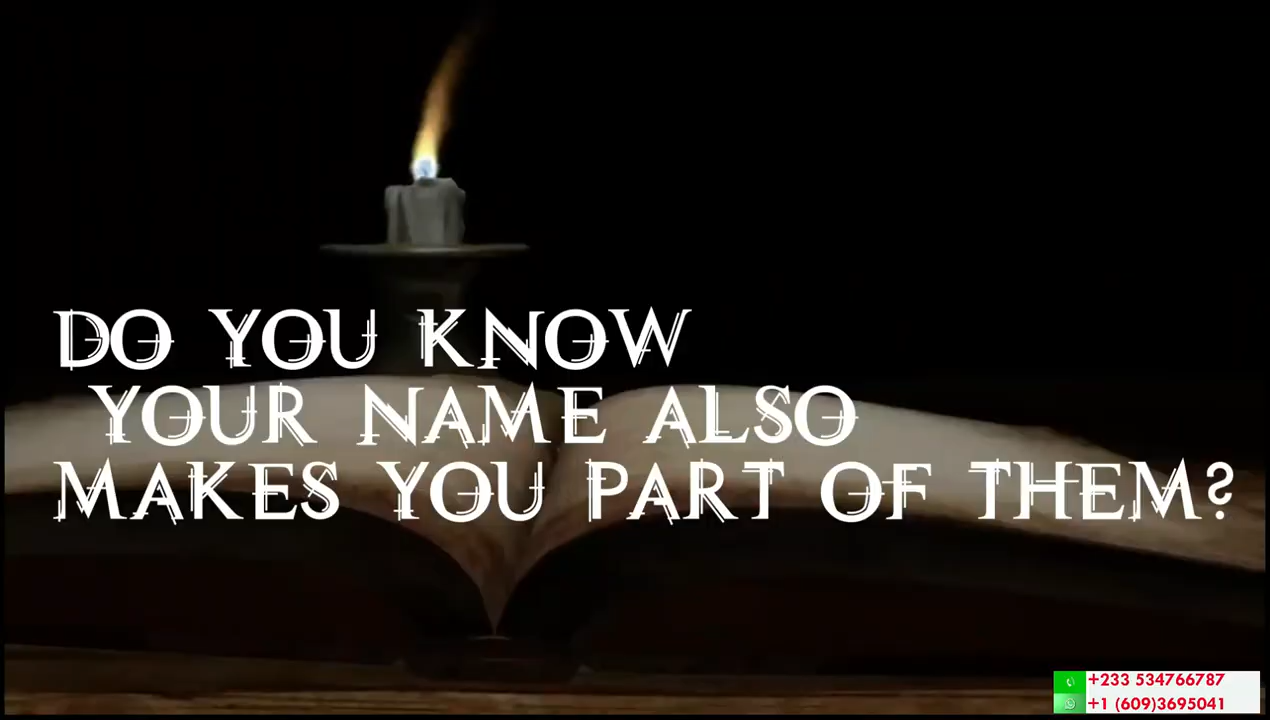 DO YOU KNOW
YOUR NAME ALSO
MAKES YOU PART OF THEM?
+233 534766787
+1 (609)3695041